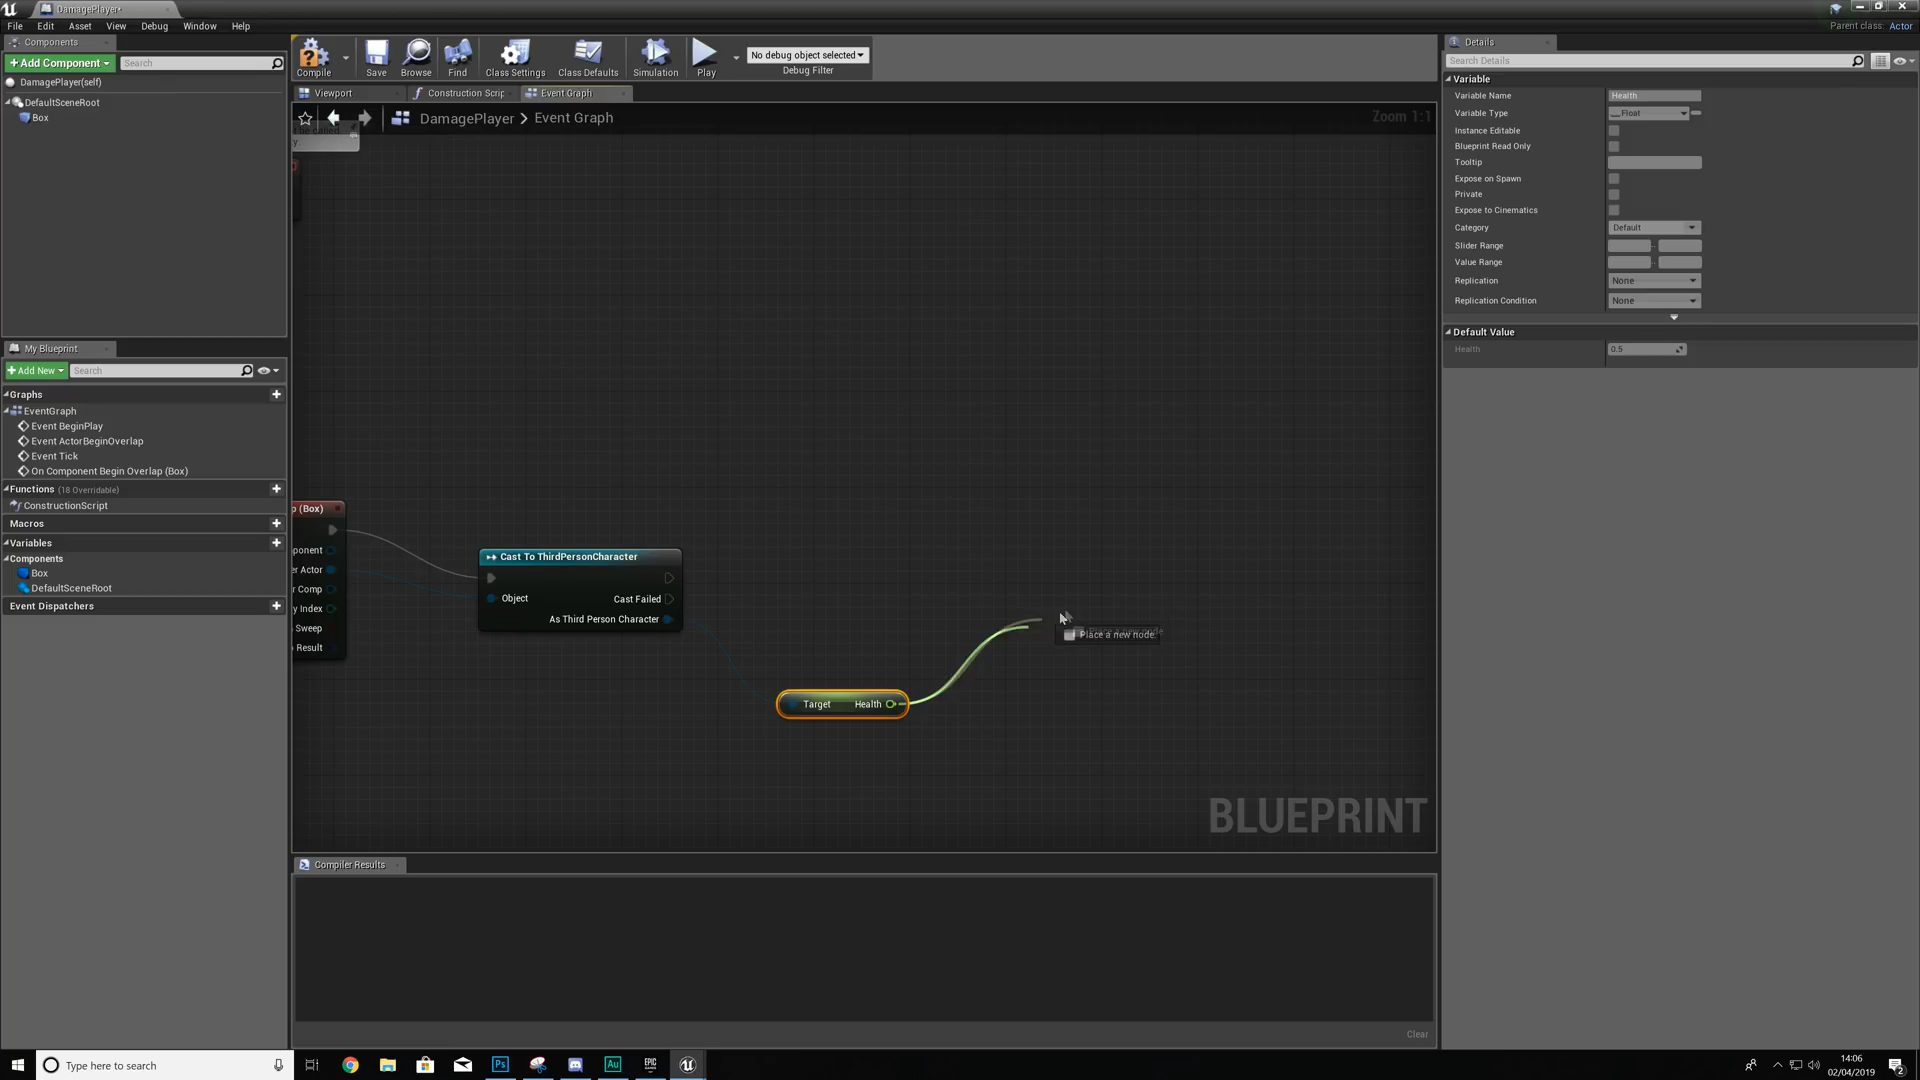 DamagePlayer*
File Edit Asset View Debug Window Help
Parent class: Actor
Components
+Add Component
Search
DamagePlayer(self)
DefaultSceneRoot
Box
Compile
Save
Browse
Find
Class Settings
Class Defaults
Simulation
Play
No debug object selected
Debug Filter
Viewport
Construction Scrip
Event Graph
DamagePlayer > Event Graph
Zoom 1:1
My Blueprint
+Add New
Search
Graphs
EventGraph
Event BeginPlay
Event ActorBeginOverlap
Event Tick
On Component Begin Overlap (Box)
Functions (18 Overridable)
ConstructionScript
Macros
Variables
Components
Box
DefaultSceneRoot
Event Dispatchers
p (Box)
ponent
er Actor
r Comp
y Index
Sweep
Result
Cast To ThirdPersonCharacter
Object
Cast Failed
As Third Person Character
Target Health
Place a new node.
BLUEPRINT
Compiler Results
Clear
Details
Search Details
Variable
Variable Name Health
Variable Type Float
Instance Editable
Blueprint Read Only
Tooltip
Expose on Spawn
Private
Expose to Cinematics
Category Default
Slider Range
Value Range
Replication None
Replication Condition None
Default Value
Health 0.5
Type here to search
Ps
Au
EPIC
GAMES
14:06
02/04/2019
2